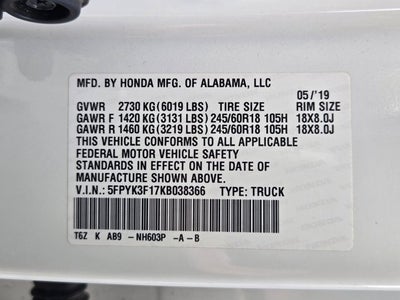 MFD. BY HONDA MFG. OF ALABAMA, LLC
05/'19
GVWR 2730 KG(6019 LBS) TIRE SIZE RIM SIZE
GAWR F 1420 KG(3131 LBS)245/60R18 105H 18X8.0J
GAWR R 1460 KG(3219 LBS)245/60R18 105H 18X8.0J
THIS VEHICLE CONFORMS TO ALL APPLICABLE
FEDERAL MOTOR VEHICLE SAFETY
STANDARDS IN EFFECT ON THE DATE OF
MANUFACTURE SHOWN ABOVE.
V.I.N.: 5FPYK3F17KB038366 TYPE: TRUCK
T6Z K AB9 -NH603P -A-B